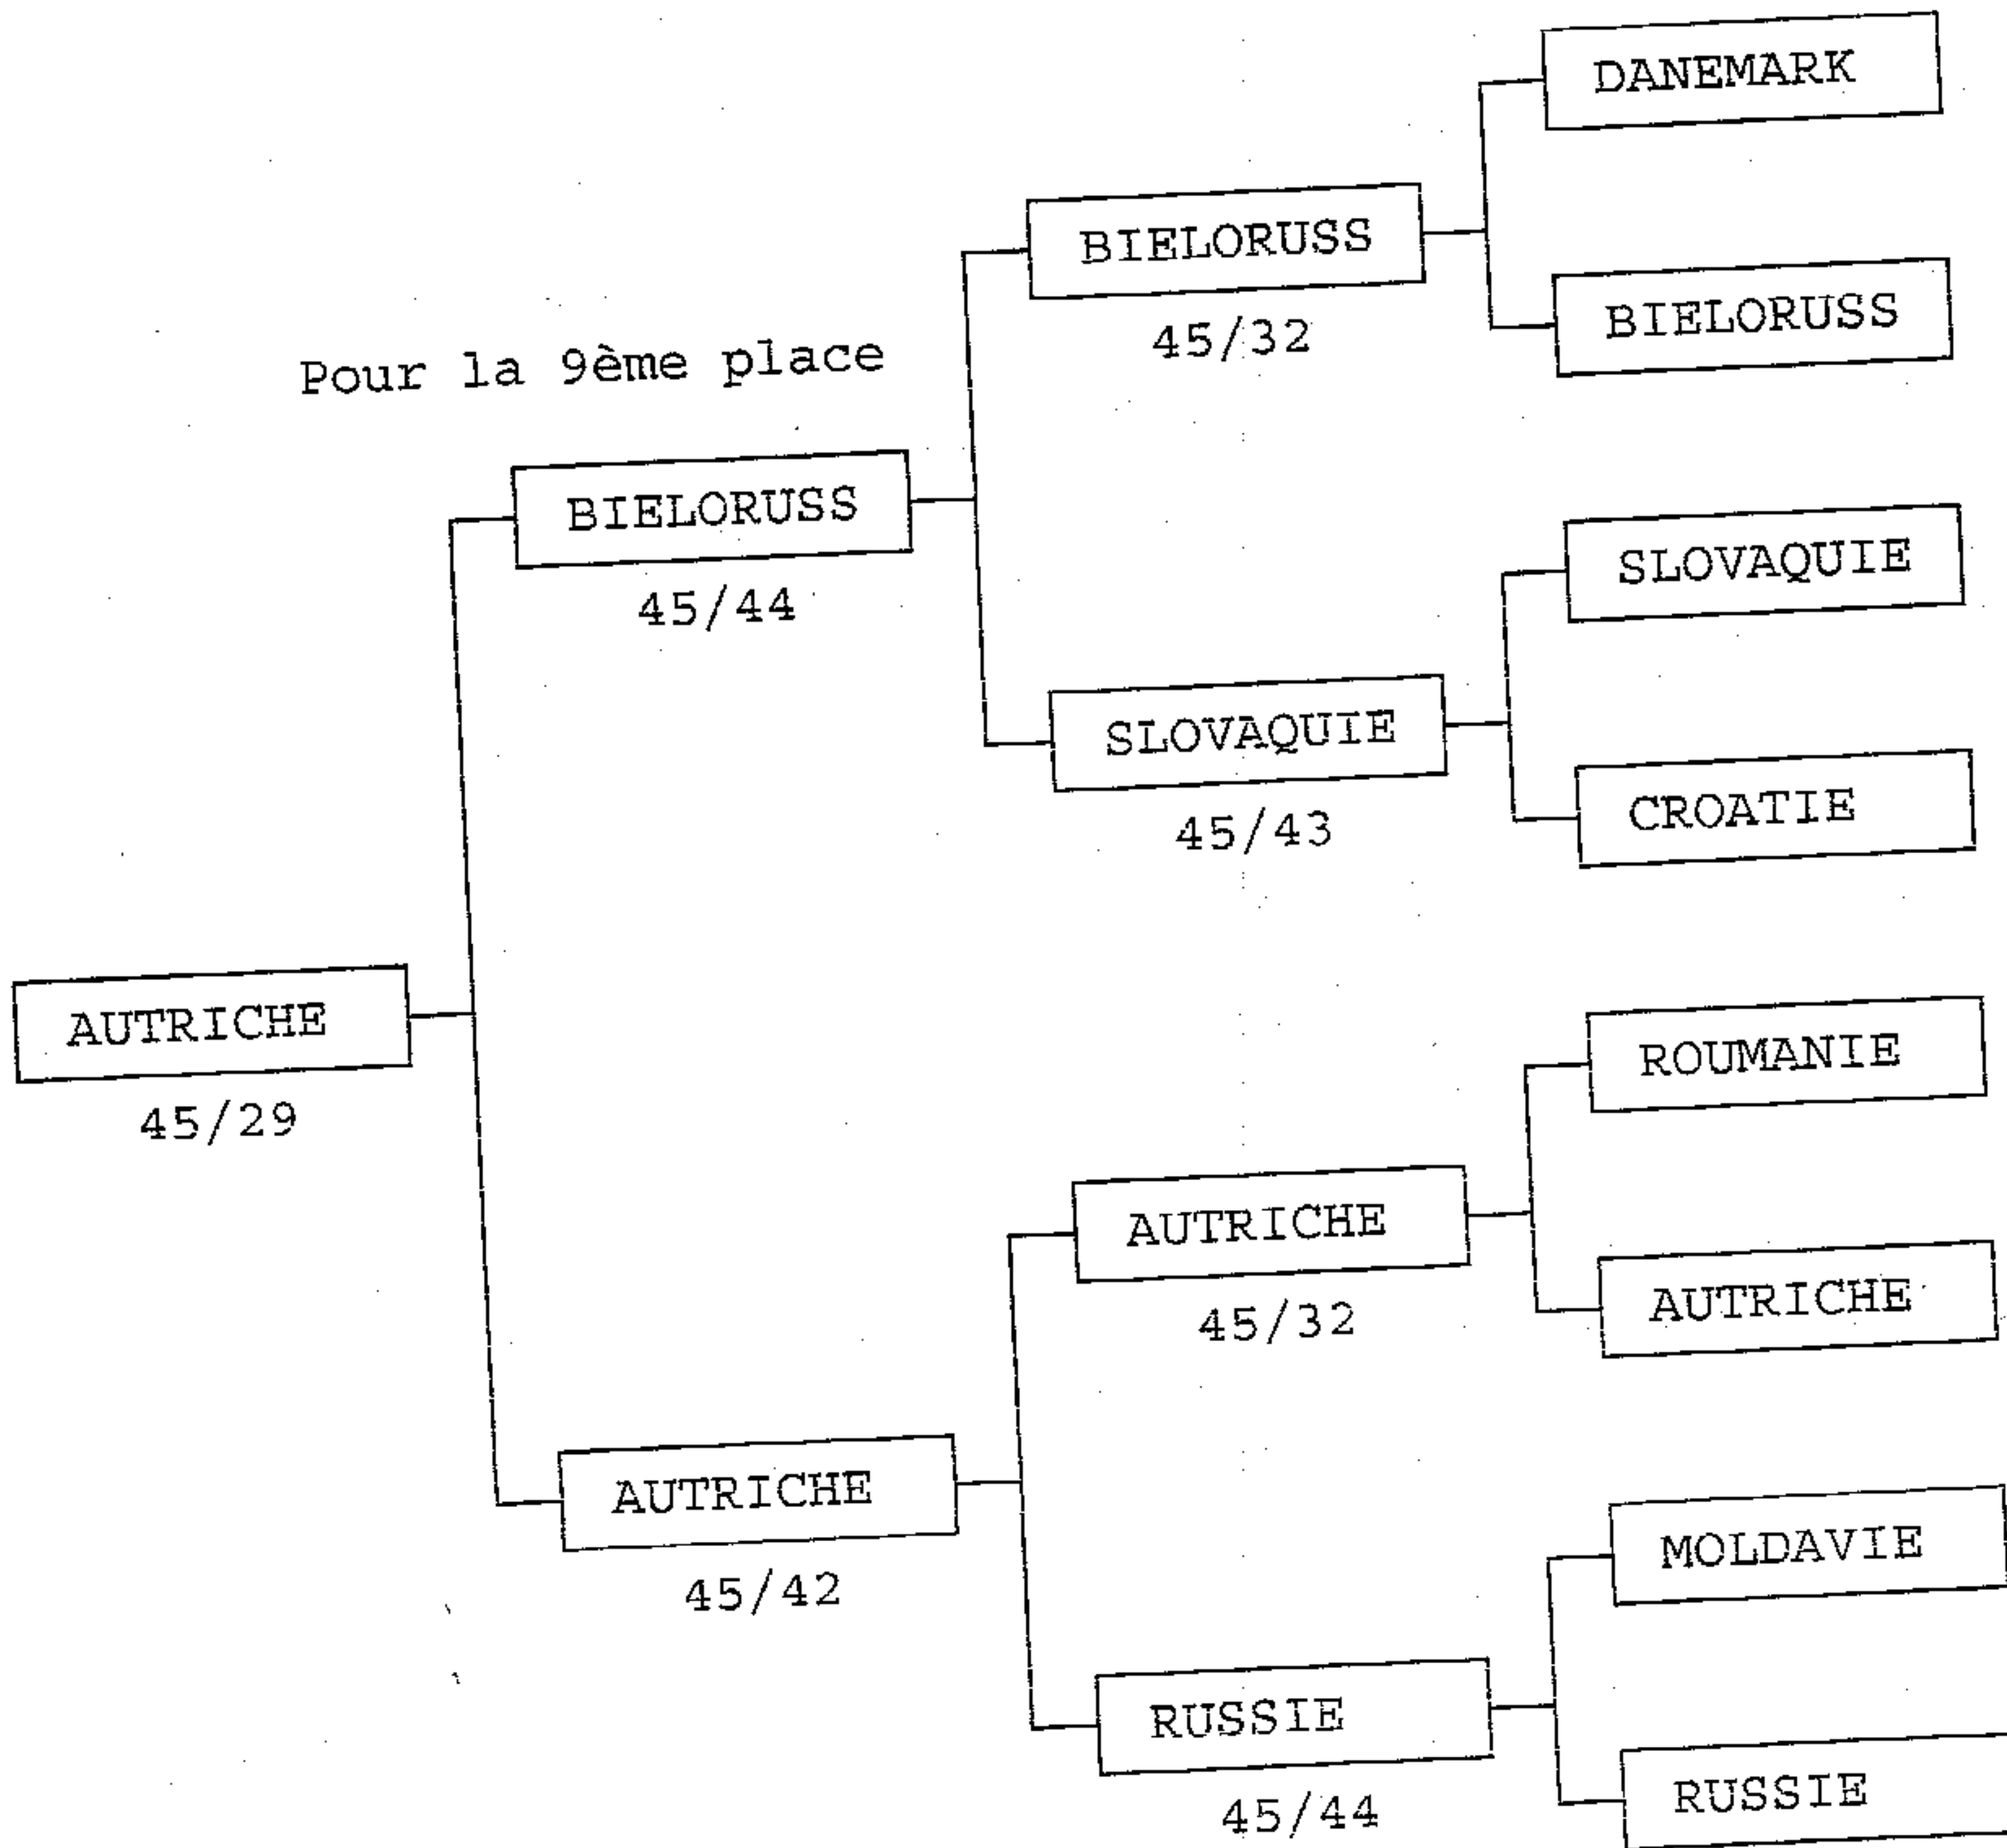 DANEMARK
BIELORUSS
45/32
BIELORUSS
Pour la 9ème place
BIELORUSS
45/44
SLOVAQUIE
SLOVAQUIE
45/43
CROATIE
AUTRICHE
45/29
ROUMANIE
AUTRICHE
45/32
AUTRICHE
AUTRICHE
45/42
MOLDAVIE
RUSSIE
45/44
RUSSIE